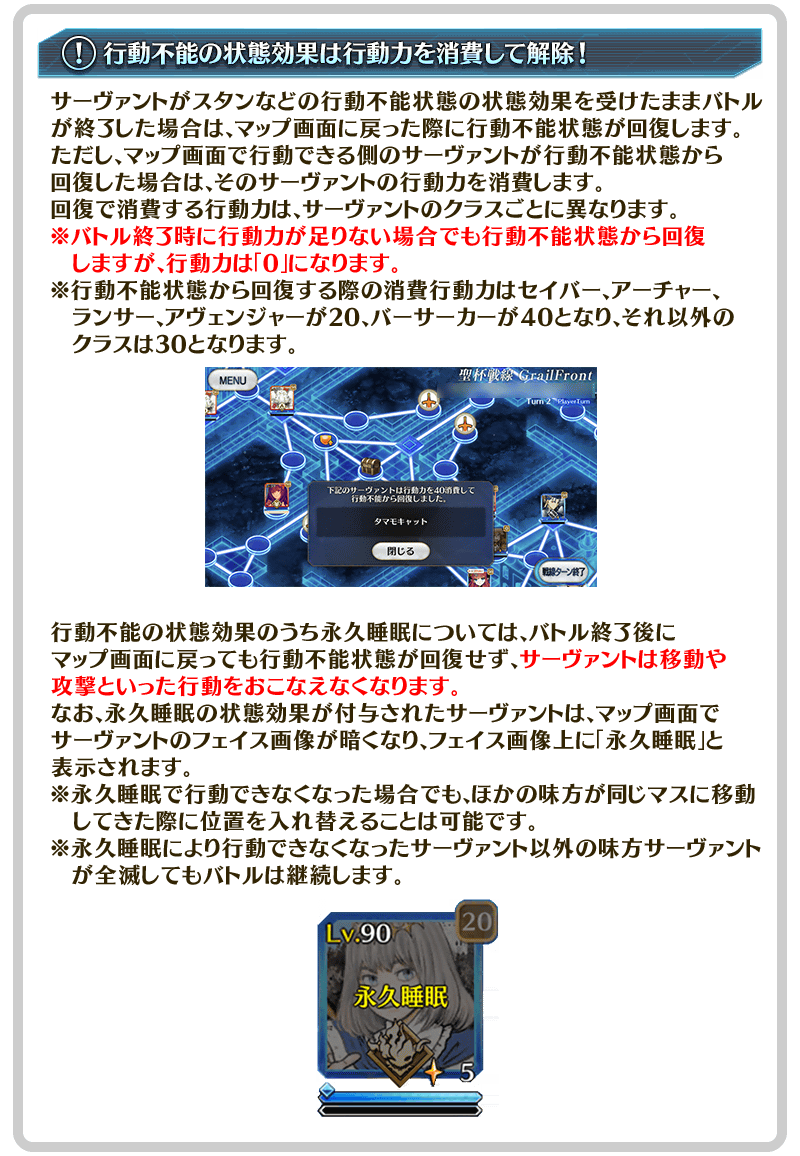 ! 行動不能の状態効果は行動力を消費して解除！
サーヴァントがスタンなどの行動不能状態の状態効果を受けたままバトル
が終了した場合は、マップ画面に戻った際に行動不能状態が回復します。
ただし、マップ画面で行動できる側のサーヴァントが行動不能状態から
回復した場合は、そのサーヴァントの行動力を消費します。
回復で消費する行動力は、サーヴァントのクラスごとに異なります。
※バトル終了時に行動力が足りない場合でも行動不能状態から回復
しますが、行動力は「0」になります。
※行動不能状態から回復する際の消費行動力はセイバー、アーチャー、
ランサー、アヴェンジャーが20、バーサーカーが40となり、それ以外の
クラスは30となります。
MENU
聖杯戦線 GrailFront
Turn 2 PlayerTurn
下記のサーヴァントは行動力を40消費して
行動不能から回復しました。
タマモキャット
閉じる
戦線ターン終了
行動不能の状態効果のうち永久睡眠については、バトル終了後に
マップ画面に戻っても行動不能状態が回復せず、サーヴァントは移動や
攻撃といった行動をおこなえなくなります。
なお、永久睡眠の状態効果が付与されたサーヴァントは、マップ画面で
サーヴァントのフェイス画像が暗くなり、フェイス画像上に「永久睡眠」と
表示されます。
※永久睡眠で行動できなくなった場合でも、ほかの味方が同じマスに移動
してきた際に位置を入れ替えることは可能です。
※永久睡眠により行動できなくなったサーヴァント以外の味方サーヴァント
が全滅してもバトルは継続します。
20
Lv.90
永久睡眠
5